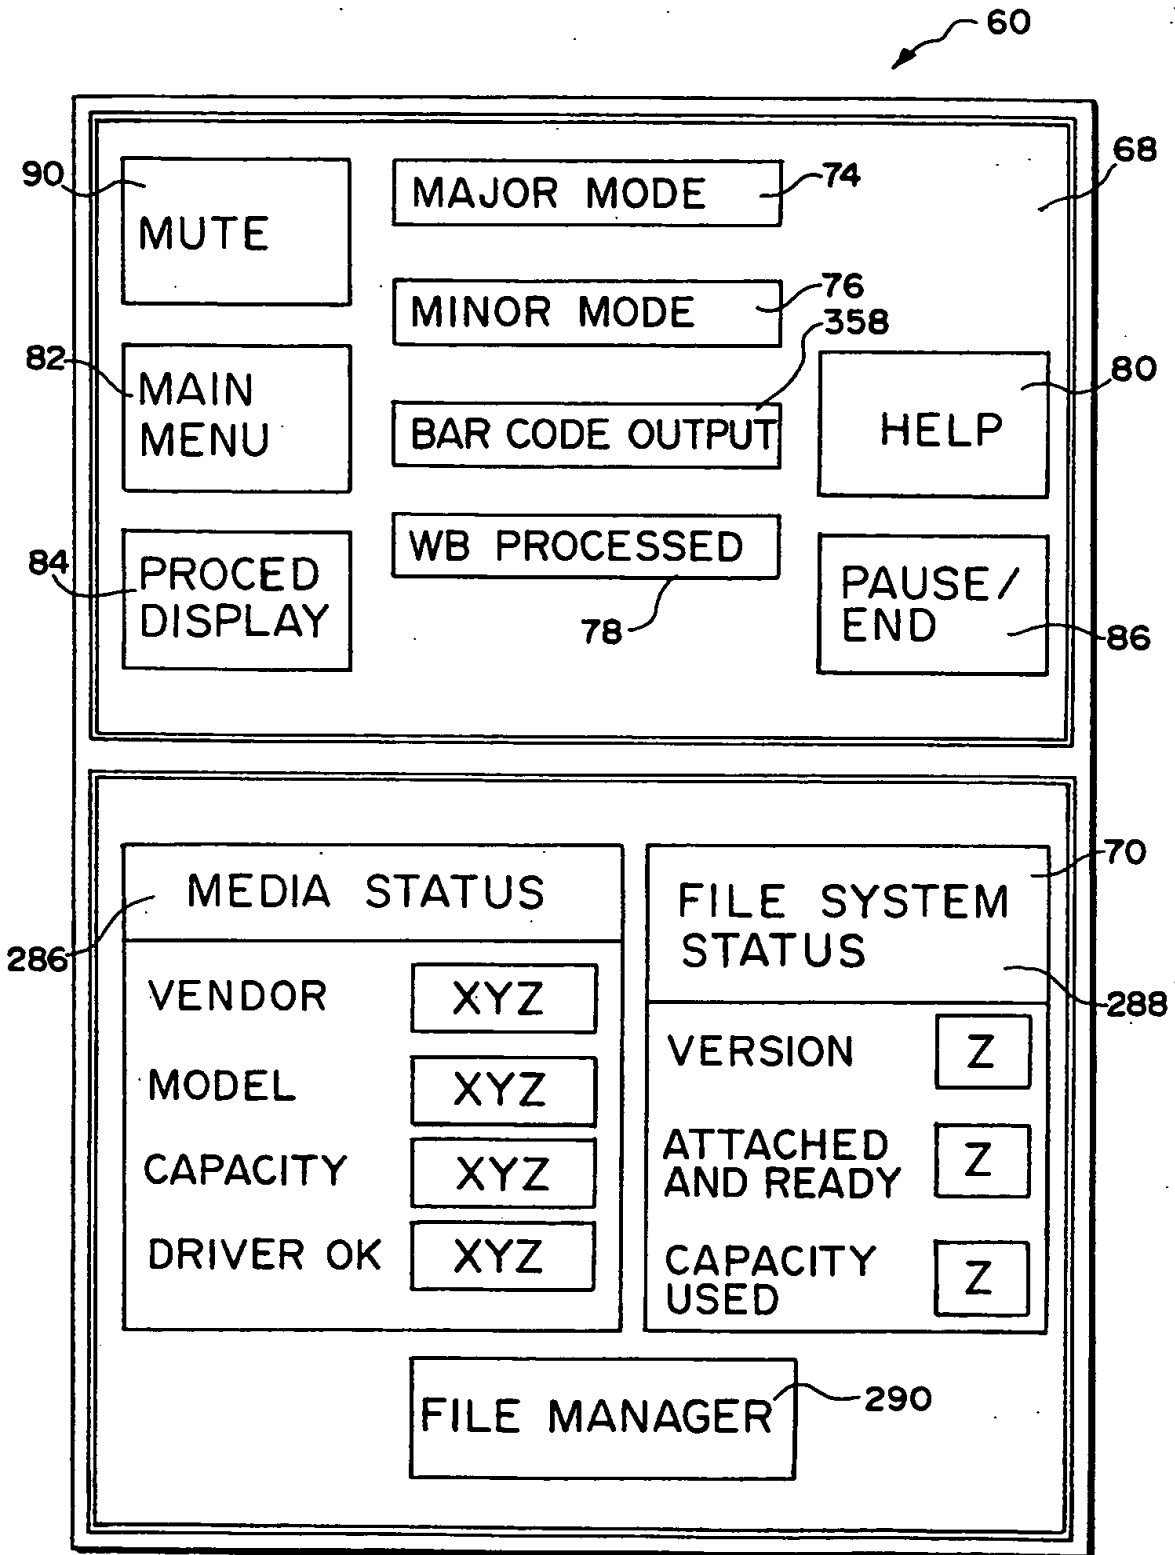 60
90
MUTE
MAJOR MODE
74
68
MINOR MODE
76
358
82
MAIN
MENU
BAR CODE OUTPUT
HELP
80
84
PROCED
DISPLAY
WB PROCESSED
78
PAUSE/
END
86
MEDIA STATUS
286
VENDOR XYZ
MODEL XYZ
CAPACITY XYZ
DRIVER OK XYZ
70
FILE SYSTEM
STATUS
288
VERSION Z
ATTACHED
AND READY Z
CAPACITY
USED Z
FILE MANAGER
290